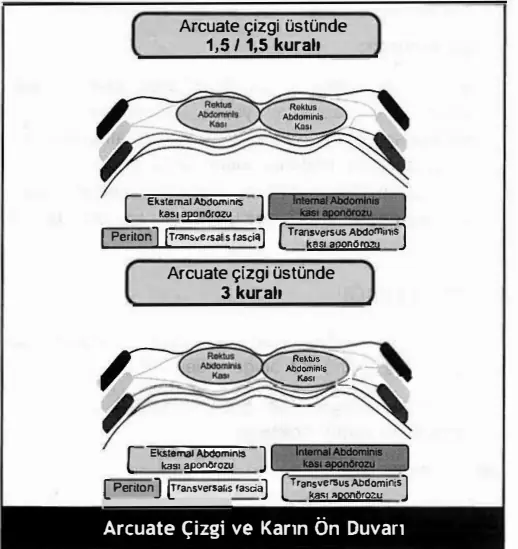 Arcuate çizgi üstünde
1,5 / 1,5 kuralı
Rektus Abdominis Kası
Rektus Abdominis Kası
Eksternal Abdominis kası aponörozu
İnternal Abdominis kası aponörozu
Periton
Transversalis fascia
Transversus Abdominis kası aponörozu
Arcuate çizgi üstünde
3 kuralı
Rektus Abdominis Kası
Rektus Abdominis Kası
Eksternal Abdominis kası aponörozu
İnternal Abdominis kası aponörozu
Periton
Transversalis fascia
Transversus Abdominis kası aponörozu
Arcuate Çizgi ve Karın Ön Duvarı